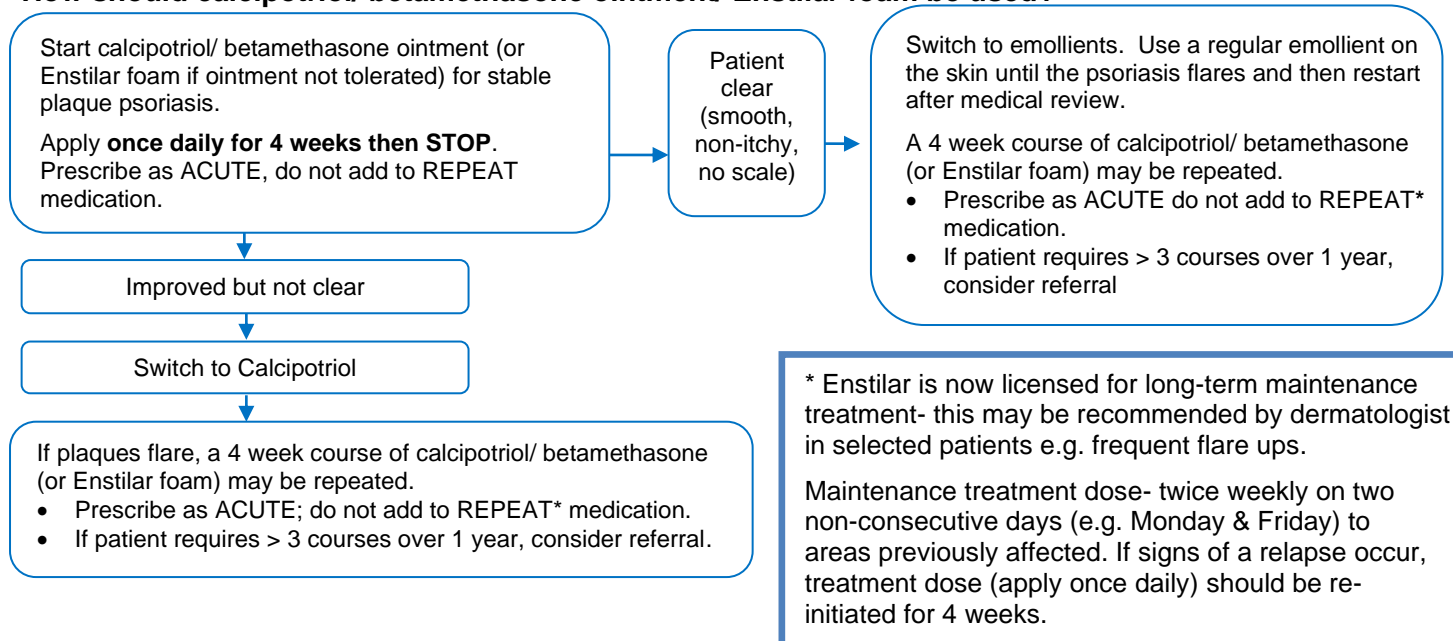 Start calcipotriol/ betamethasone ointment (or
Enstilar foam if ointment not tolerated) for stable
plaque psoriasis.
Apply once daily for 4 weeks then STOP.
Prescribe as ACUTE, do not add to REPEAT
medication.
Patient
clear
(smooth,
non-itchy,
no scale)
Switch to emollients.  Use a regular emollient on
the skin until the psoriasis flares and then restart
after medical review.
A 4 week course of calcipotriol/ betamethasone
(or Enstilar foam) may be repeated.
• Prescribe as ACUTE do not add to REPEAT*
medication.
• If patient requires > 3 courses over 1 year,
consider referral
Improved but not clear
Switch to Calcipotriol
If plaques flare, a 4 week course of calcipotriol/ betamethasone
(or Enstilar foam) may be repeated.
• Prescribe as ACUTE; do not add to REPEAT* medication.
• If patient requires > 3 courses over 1 year, consider referral.
* Enstilar is now licensed for long-term maintenance
treatment- this may be recommended by dermatologist
in selected patients e.g. frequent flare ups.
Maintenance treatment dose- twice weekly on two
non-consecutive days (e.g. Monday & Friday) to
areas previously affected. If signs of a relapse occur,
treatment dose (apply once daily) should be re-
initiated for 4 weeks.